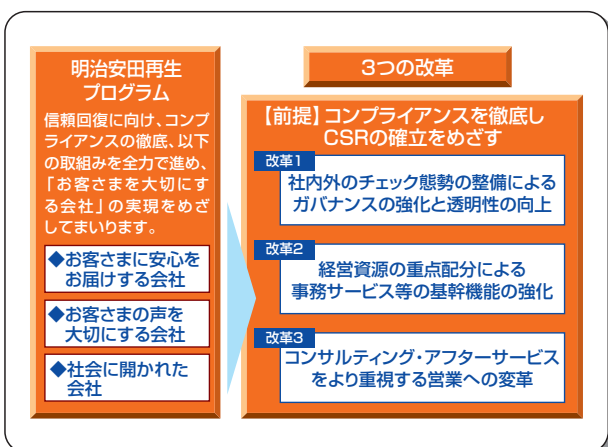 明治安田再生
プログラム
信頼回復に向け、コンプ
ライアンスの徹底、以下
の取組みを全力で進め、
「お客さまを大切にす
る会社」の実現をめざ
してまいります。
◆お客さまに安心を
お届けする会社
◆お客さまの声を
大切にする会社
◆社会に開かれた
会社
3つの改革
【前提】コンプライアンスを徹底し
CSRの確立をめざす
改革1
社内外のチェック態勢の整備による
ガバナンスの強化と透明性の向上
改革2
経営資源の重点配分による
事務サービス等の基幹機能の強化
改革3
コンサルティング・アフターサービス
をより重視する営業への変革